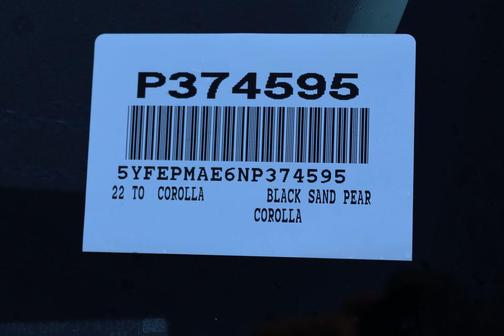 P374595
5YFEPMAE6NP374595
22 TO COROLLA BLACK SAND PEAR
COROLLA